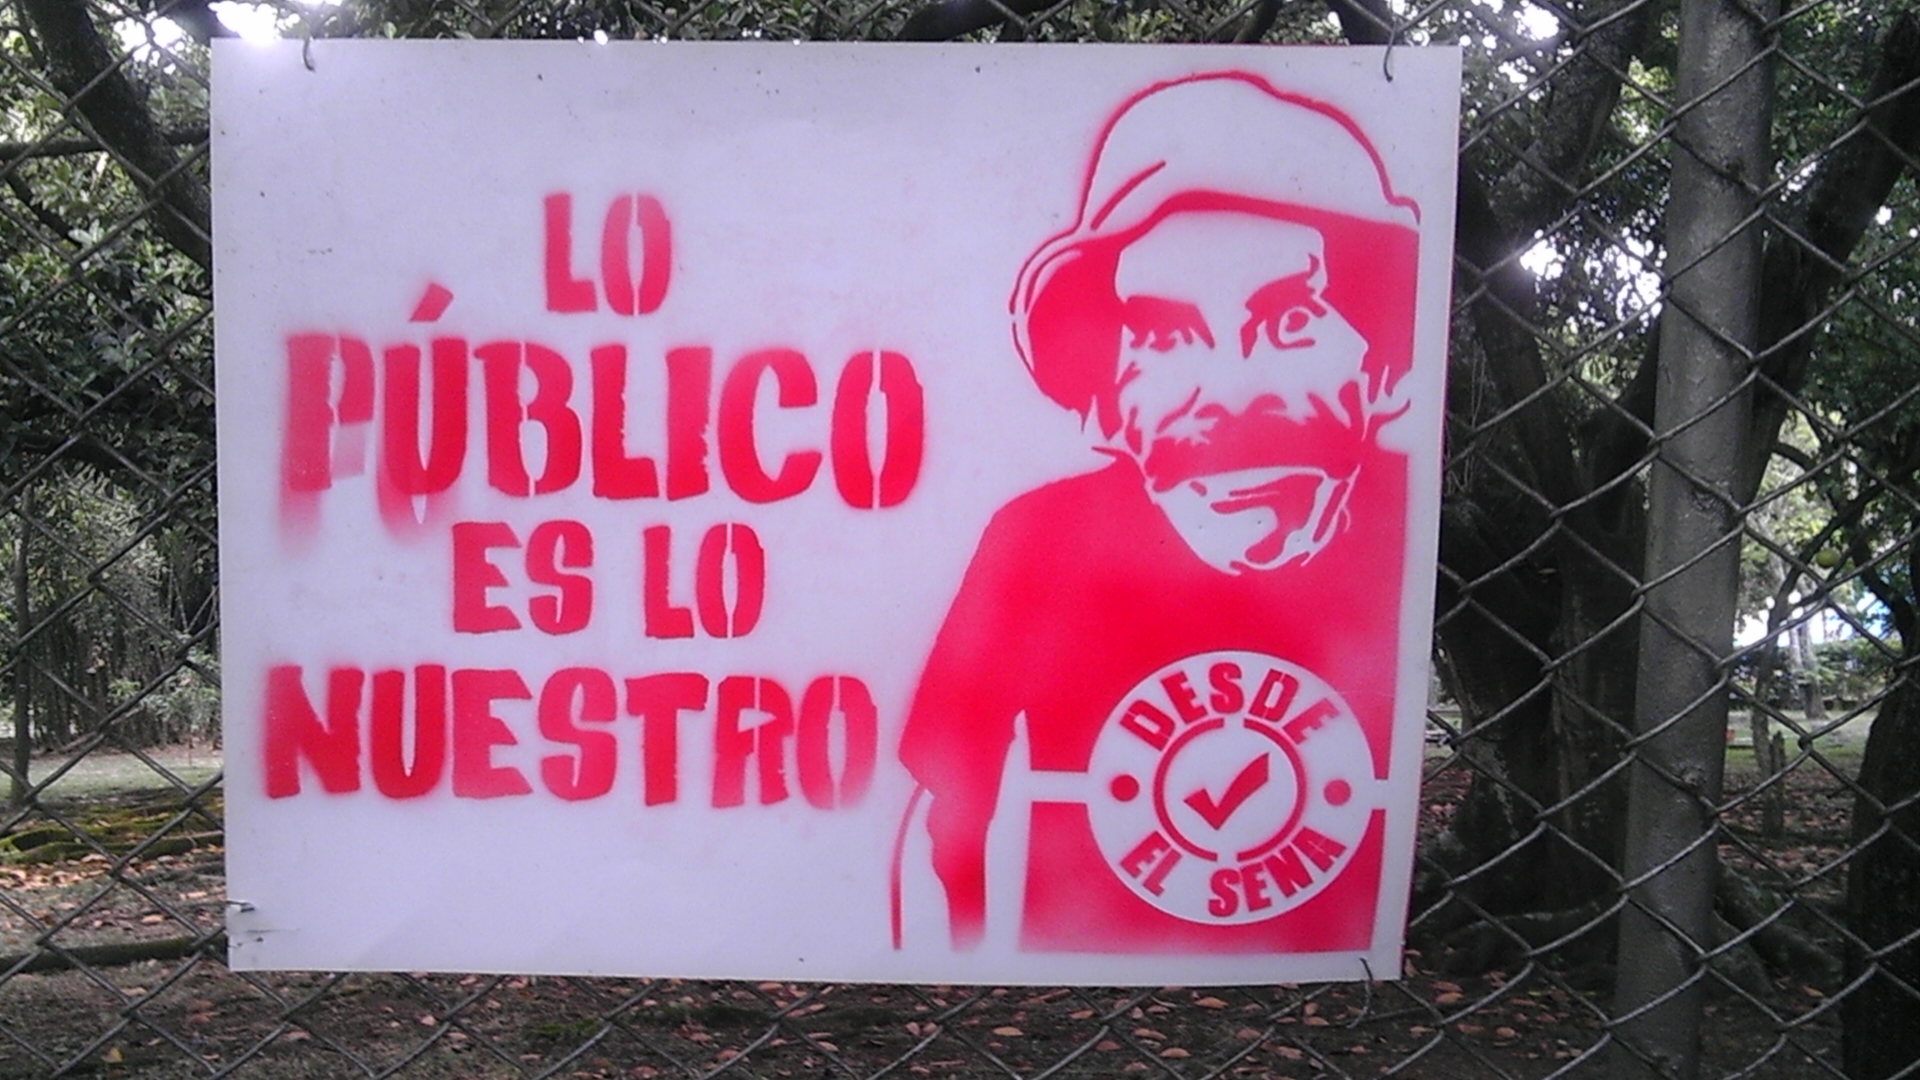 LO
PÚBLICO
ES LO
NUESTRO
DESDE
EL SENA